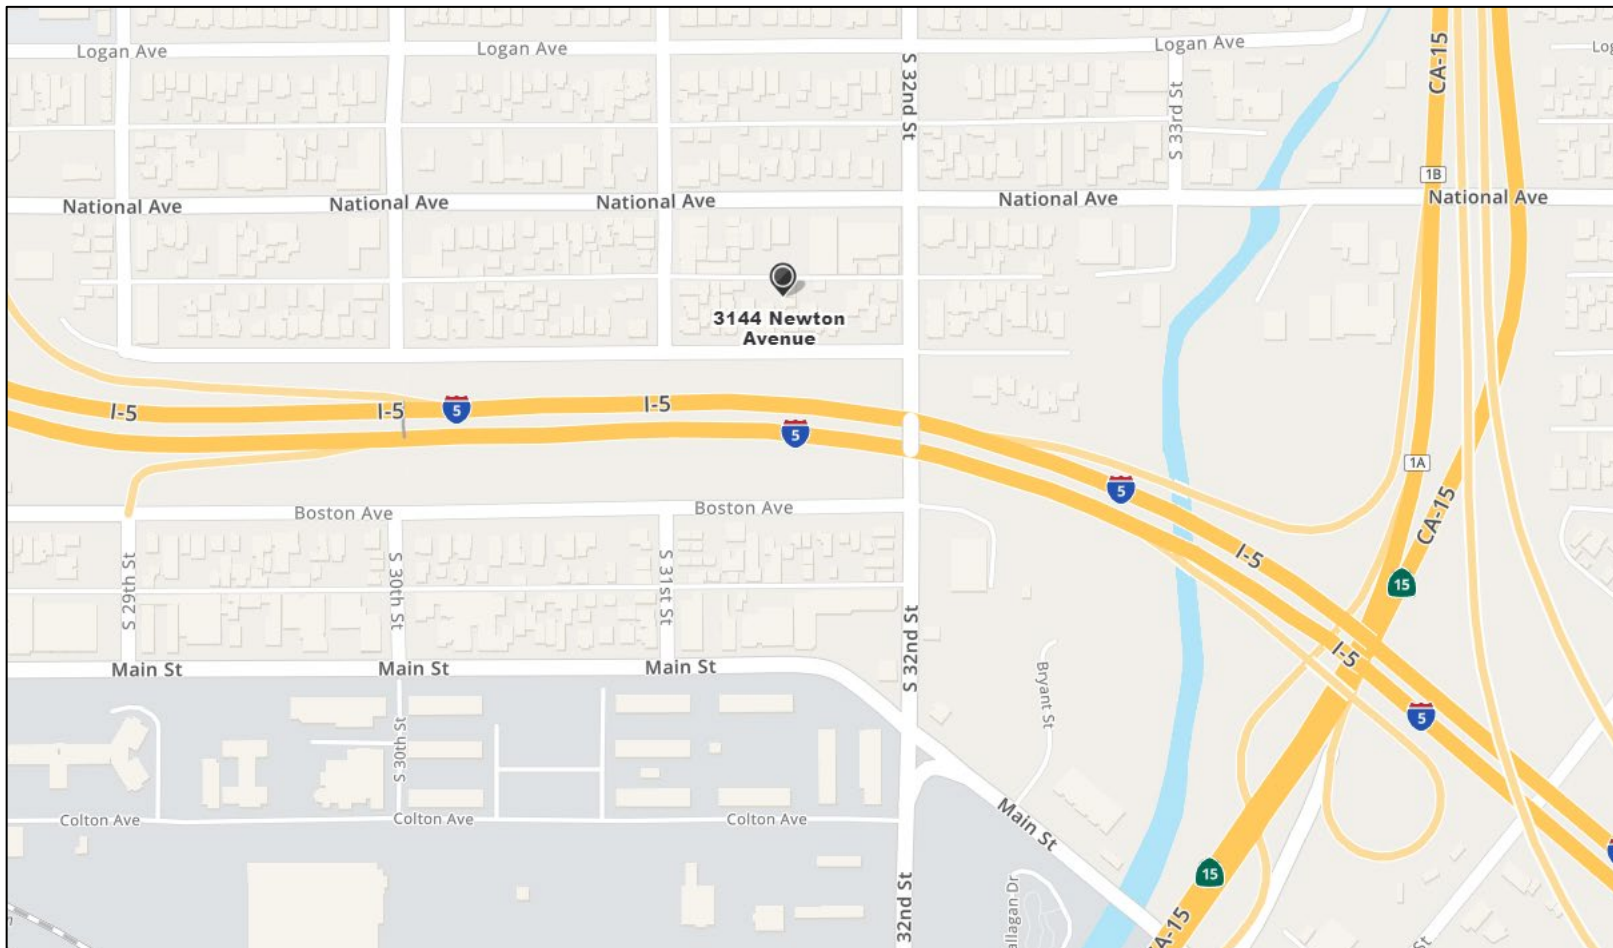 Logan Ave
Logan Ave
Logan Ave
S 32nd St
S 33rd St
CA-15
1B
National Ave
National Ave
National Ave
National Ave
National Ave
3144 Newton
Avenue
I-5
I-5
I-5
5
5
5
1A
CA-15
Boston Ave
Boston Ave
I-5
S 29th St
S 30th St
S 31st St
15
S 32nd St
I-5
Main St
Main St
Main St
Bryant St
5
S 30th St
Colton Ave
Colton Ave
Colton Ave
Main St
15
32nd St